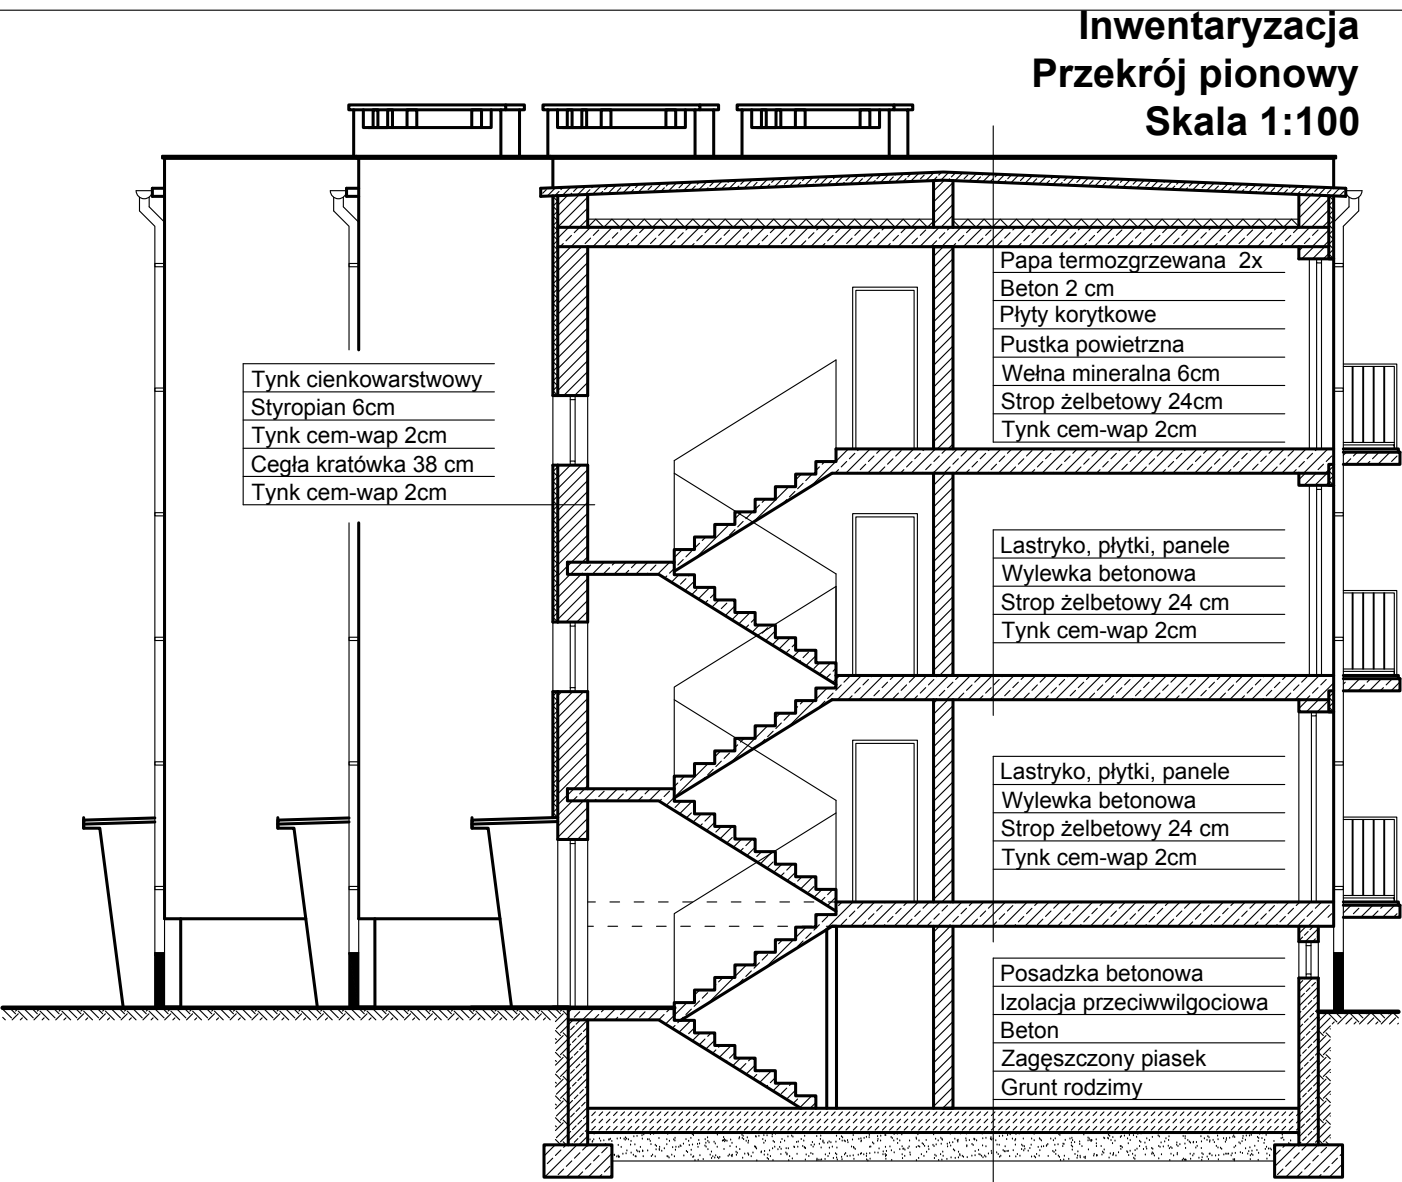 Inwentaryzacja
Przekrój pionowy
Skala 1:100
Papa termozgrzewana 2x
Beton 2 cm
Płyty korytkowe
Pustka powietrzna
Wełna mineralna 6cm
Strop żelbetowy 24cm
Tynk cem-wap 2cm
Tynk cienkowarstwowy
Styropian 6cm
Tynk cem-wap 2cm
Cegła kratówka 38 cm
Tynk cem-wap 2cm
Lastryko, płytki, panele
Wylewka betonowa
Strop żelbetowy 24 cm
Tynk cem-wap 2cm
Lastryko, płytki, panele
Wylewka betonowa
Strop żelbetowy 24 cm
Tynk cem-wap 2cm
Posadzka betonowa
Izolacja przeciwwilgociowa
Beton
Zagęszczony piasek
Grunt rodzimy